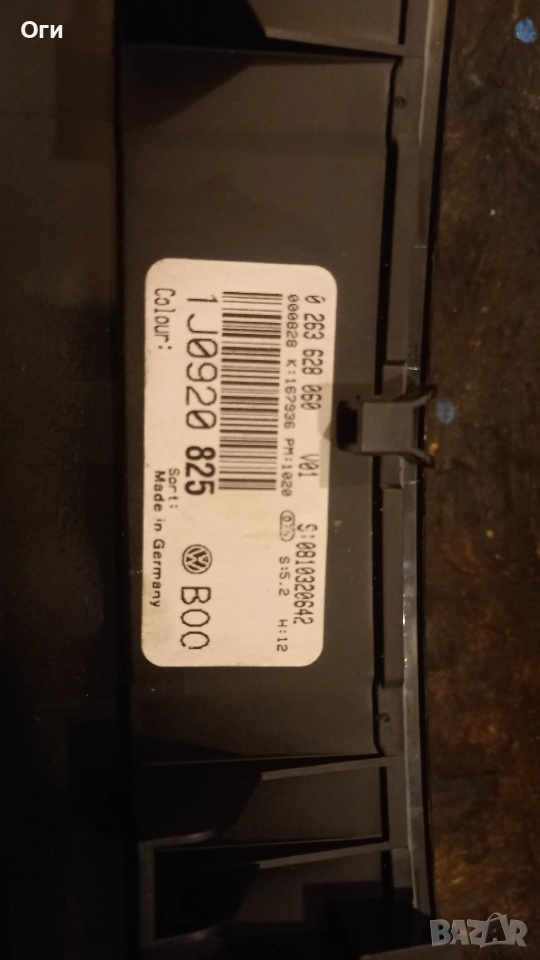 Оги
0 263 628 060 V01 S:0810320642
000828 K:167936 PM:1020 S:5.2 H:12
1J0920 825 B00
Colour: Sort: Made in Germany
BAZAR